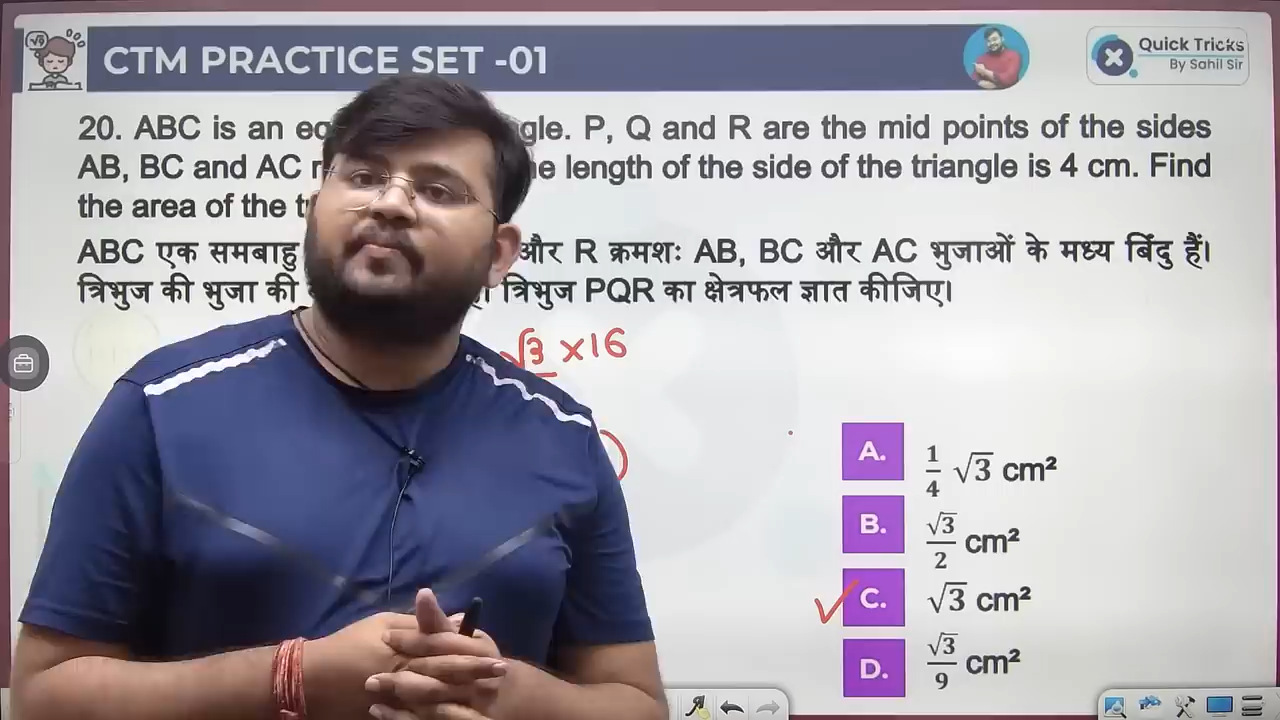 CTM PRACTICE SET -01
Quick Tricks
By Sahil Sir
20. ABC is an gle. P, Q and R are the mid points of the sides
AB, BC and AC length of the side of the triangle is 4 cm. Find
the area of the
ABC एक समबाहु और R क्रमशः AB, BC और AC भुजाओं के मध्य बिंदु हैं।
त्रिभुज की भुजा की त्रिभुज PQR का क्षेत्रफल ज्ञात कीजिए।
√3 ×16
A. 1/4 √3 cm²
B. √3/2 cm²
C. √3 cm²
D. √3/9 cm²